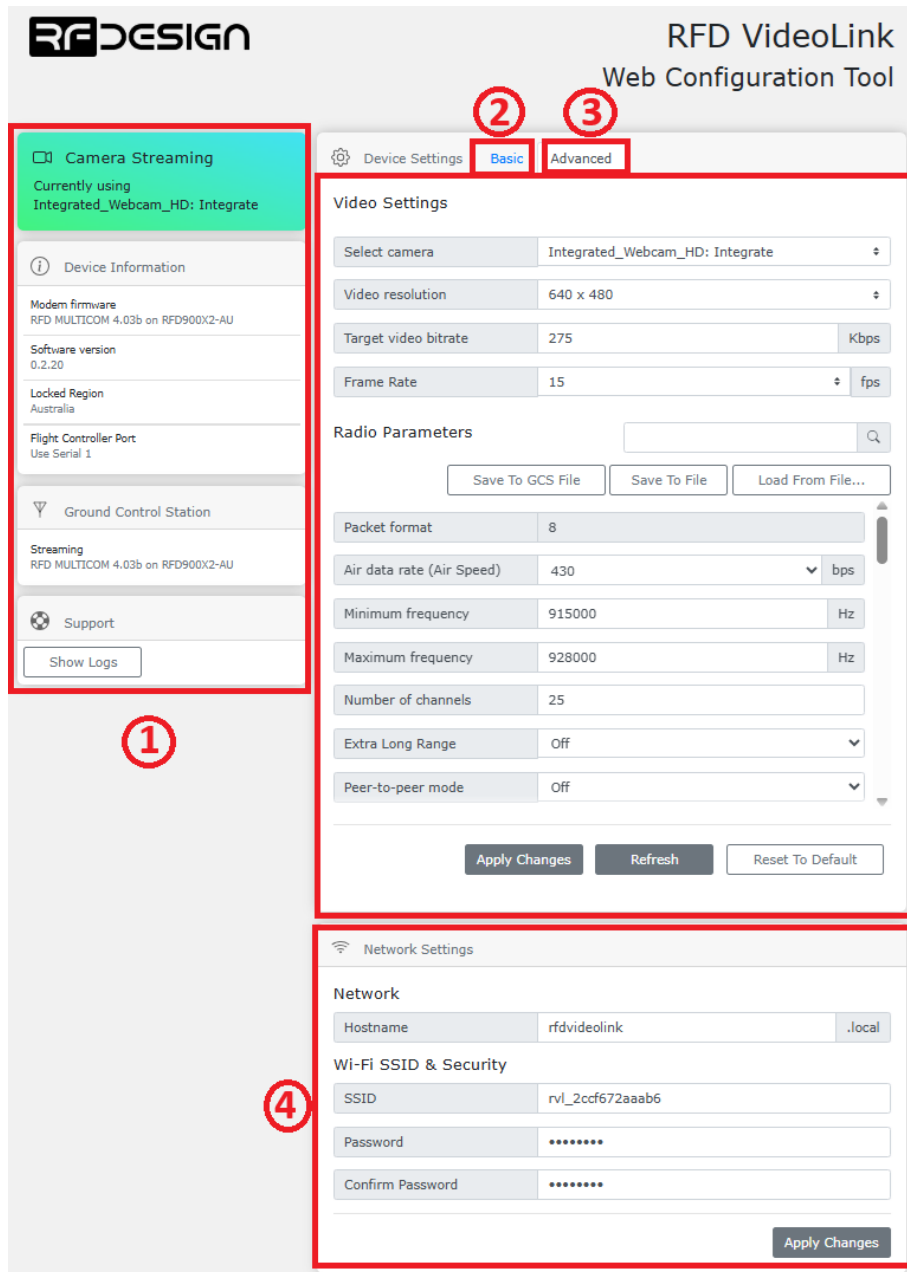 RFDESIGN
RFD VideoLink
Web Configuration Tool
2
3
Camera Streaming
Currently using
Integrated_Webcam_HD: Integrate
Device Information
Modem firmware
RFD MULTICOM 4.03b on RFD900X2-AU
Software version
0.2.20
Locked Region
Australia
Flight Controller Port
Use Serial 1
Ground Control Station
Streaming
RFD MULTICOM 4.03b on RFD900X2-AU
Support
Show Logs
1
Device Settings Basic Advanced
Video Settings
Select camera Integrated_Webcam_HD: Integrate
Video resolution 640 x 480
Target video bitrate 275 Kbps
Frame Rate 15 fps
Radio Parameters
Save To GCS File Save To File Load From File...
Packet format 8
Air data rate (Air Speed) 430 bps
Minimum frequency 915000 Hz
Maximum frequency 928000 Hz
Number of channels 25
Extra Long Range Off
Peer-to-peer mode Off
Apply Changes Refresh Reset To Default
Network Settings
Network
Hostname rfdvideolink .local
Wi-Fi SSID & Security
4
SSID rvl_2ccf672aaab6
Password ••••••••
Confirm Password ••••••••
Apply Changes